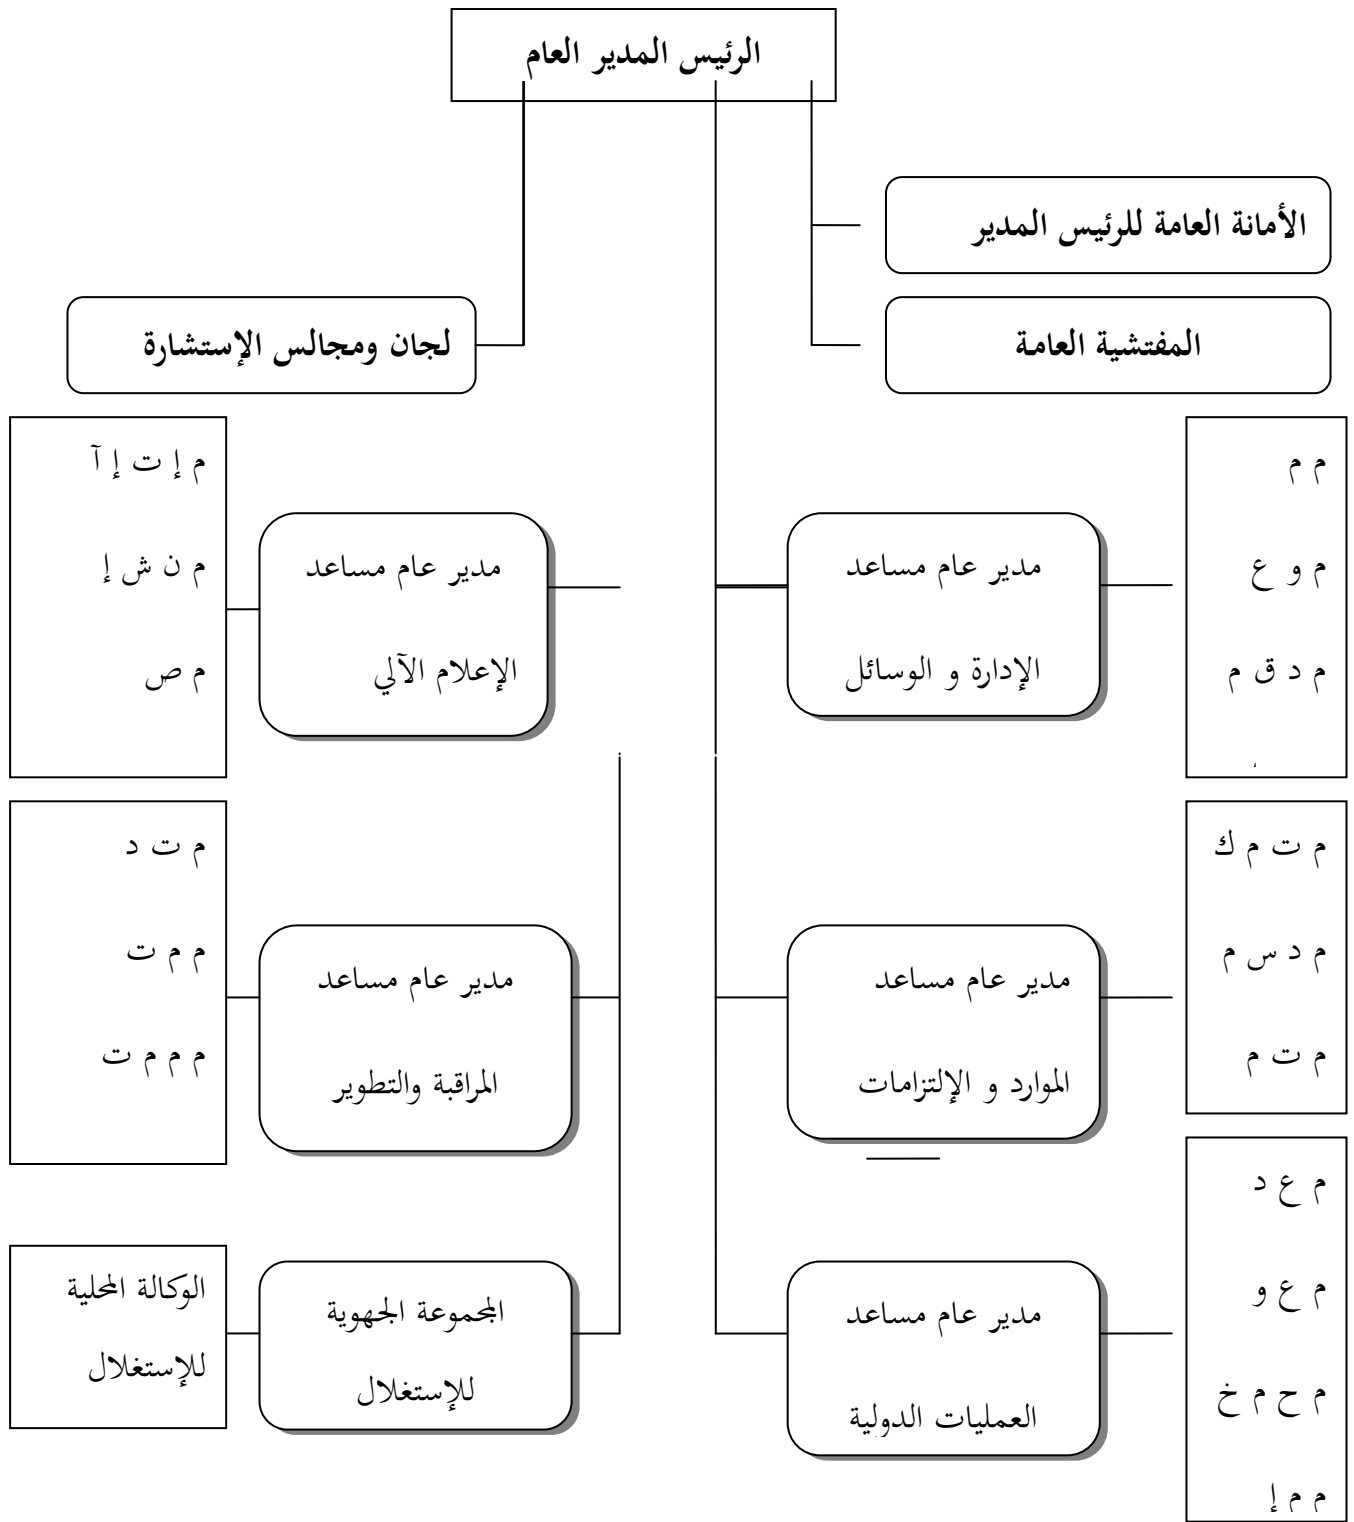 الرئيس المدير العام
الأمانة العامة للرئيس المدير
المفتشية العامة
لجان ومجالس الإستشارة
م م
م و ع
م د ق م
مدير عام مساعد
الإدارة و الوسائل
مدير عام مساعد
الإعلام الآلي
م إ ت إ آ
م ن ش إ
م ص
م ت م ك
م د س م
م ت م
مدير عام مساعد
الموارد و الإلتزامات
مدير عام مساعد
المراقبة والتطوير
م ت د
م م ت
م م م ت
م ع د
م ع و
م ح م خ
م م إ
مدير عام مساعد
العمليات الدولية
المجموعة الجهوية
للإستغلال
الوكالة المحلية
للإستغلال